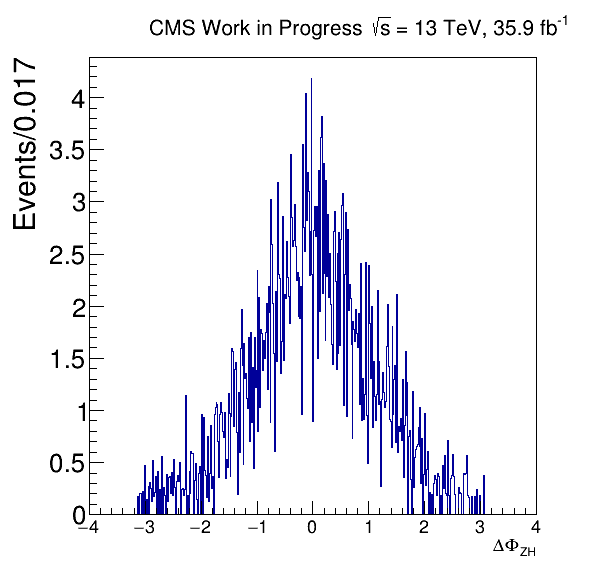 CMS Work in Progress √s = 13 TeV, 35.9 fb⁻¹
Events/0.017
4
3.5
3
2.5
2
1.5
1
0.5
0
−4 −3 −2 −1 0 1 2 3 4
ΔΦ_ZH